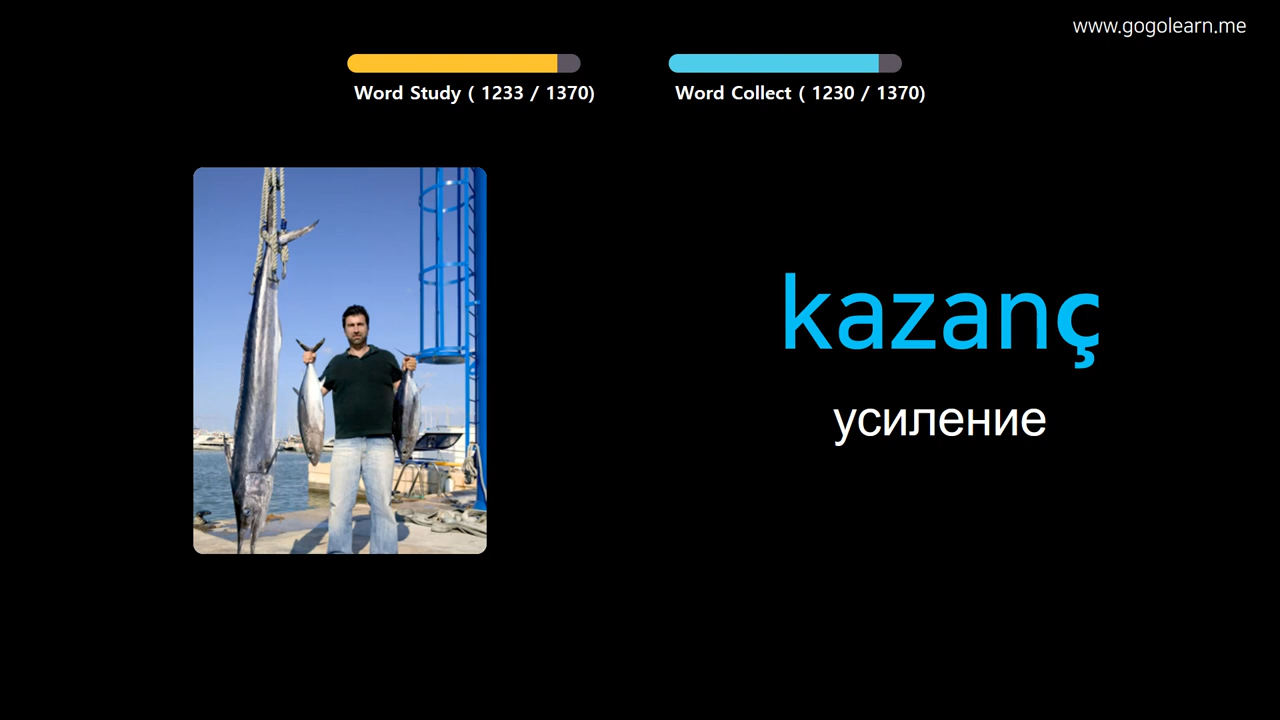 www.gogolearn.me
Word Study ( 1233 / 1370)
Word Collect ( 1230 / 1370)
kazanç
усиление